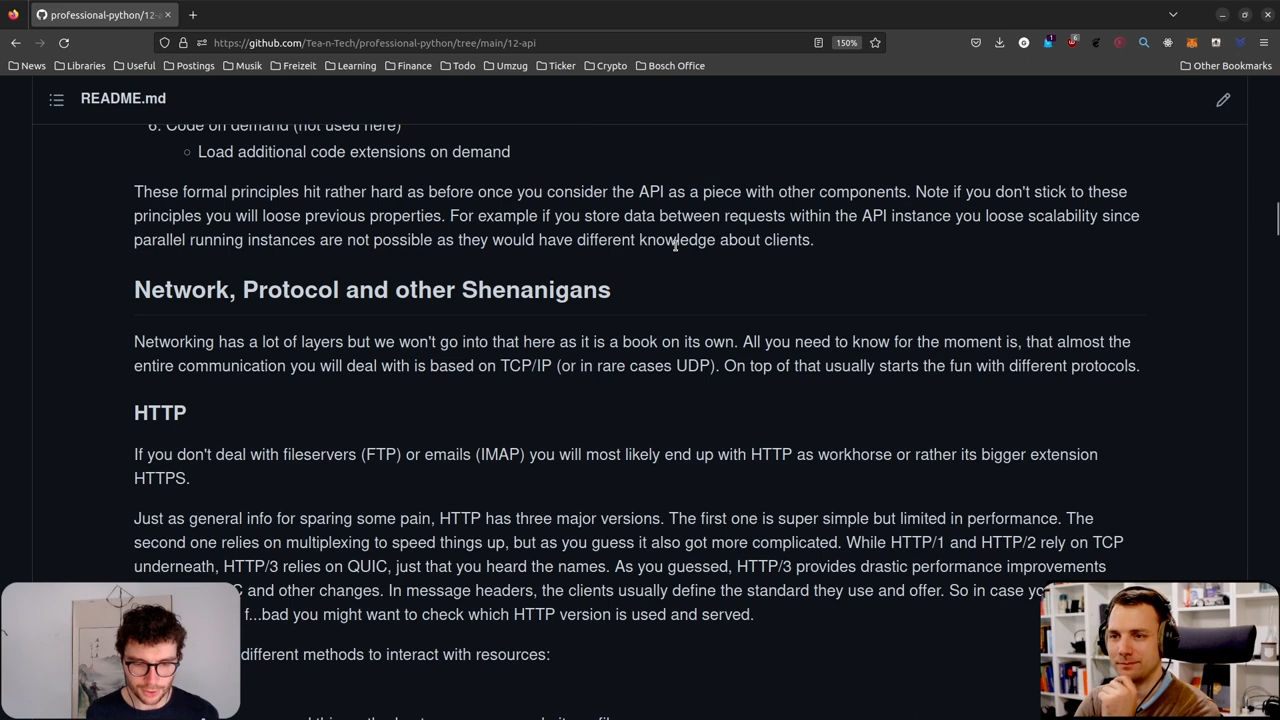 professional-python/12-a
https://github.com/Tea-n-Tech/professional-python/tree/main/12-api
150%
6
News Libraries Useful Postings Musik Freizeit Learning Finance Todo Umzug Ticker Crypto Bosch Office Other Bookmarks
README.md
6. Code on demand (not used here)
Load additional code extensions on demand
These formal principles hit rather hard as before once you consider the API as a piece with other components. Note if you don't stick to these
principles you will loose previous properties. For example if you store data between requests within the API instance you loose scalability since
parallel running instances are not possible as they would have different knowledge about clients.
Network, Protocol and other Shenanigans
Networking has a lot of layers but we won't go into that here as it is a book on its own. All you need to know for the moment is, that almost the
entire communication you will deal with is based on TCP/IP (or in rare cases UDP). On top of that usually starts the fun with different protocols.
HTTP
If you don't deal with fileservers (FTP) or emails (IMAP) you will most likely end up with HTTP as workhorse or rather its bigger extension
HTTPS.
Just as general info for sparing some pain, HTTP has three major versions. The first one is super simple but limited in performance. The
second one relies on multiplexing to speed things up, but as you guess it also got more complicated. While HTTP/1 and HTTP/2 rely on TCP
underneath, HTTP/3 relies on QUIC, just that you heard the names. As you guessed, HTTP/3 provides drastic performance improvements
and other changes. In message headers, the clients usually define the standard they use and offer. So in case
f...bad you might want to check which HTTP version is used and served.
different methods to interact with resources: